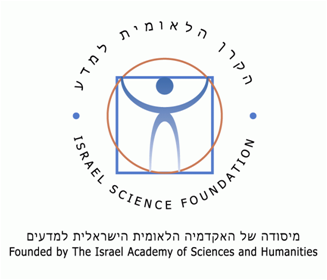 הקרן הלאומית למדע
ISRAEL SCIENCE FOUNDATION
מיסודה של האקדמיה הלאומית הישראלית למדעים
Founded by The Israel Academy of Sciences and Humanities